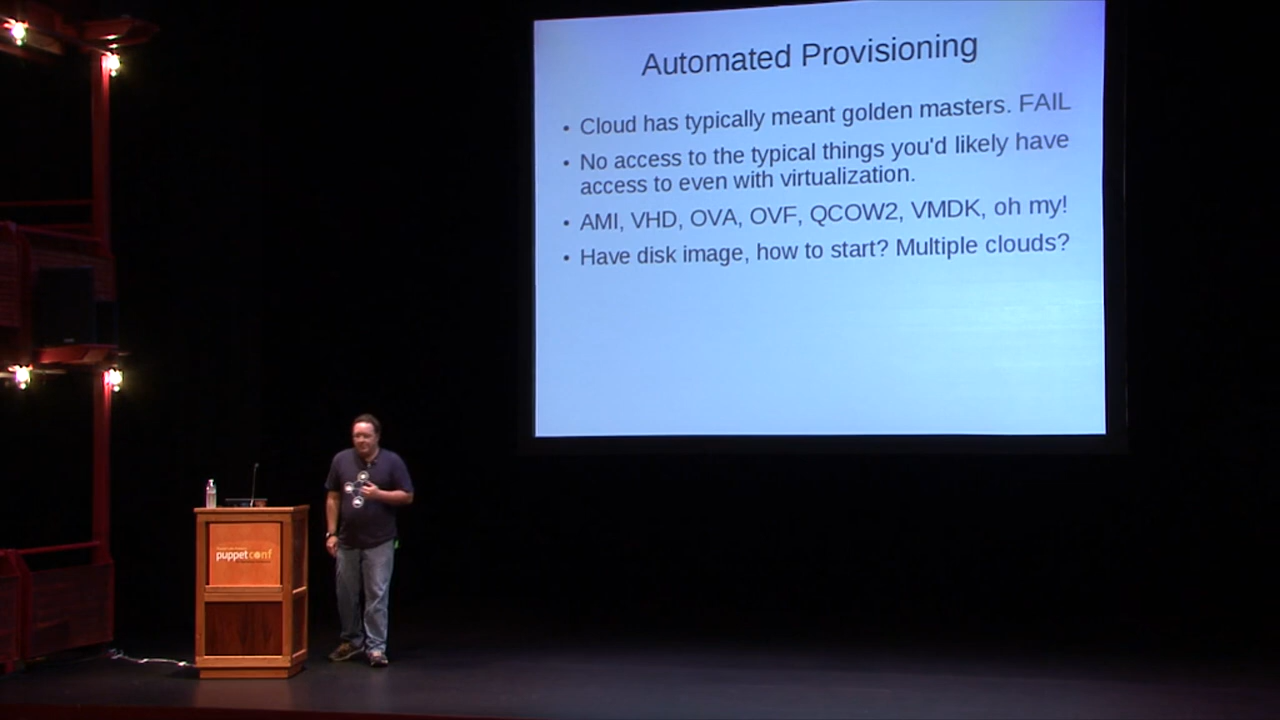 Automated Provisioning
• Cloud has typically meant golden masters. FAIL
• No access to the typical things you'd likely have
access to even with virtualization.
• AMI, VHD, OVA, OVF, QCOW2, VMDK, oh my!
• Have disk image, how to start? Multiple clouds?
puppetconf